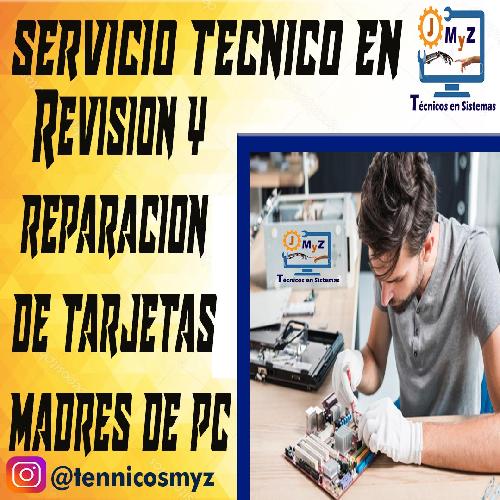 SERVICIO TECNICO EN
REVISION Y
REPARACION
DE TARJETAS
MADRES DE PC
@tennicosmyz
J MyZ
Técnicos en Sistemas
J MyZ
Técnicos en Sistemas